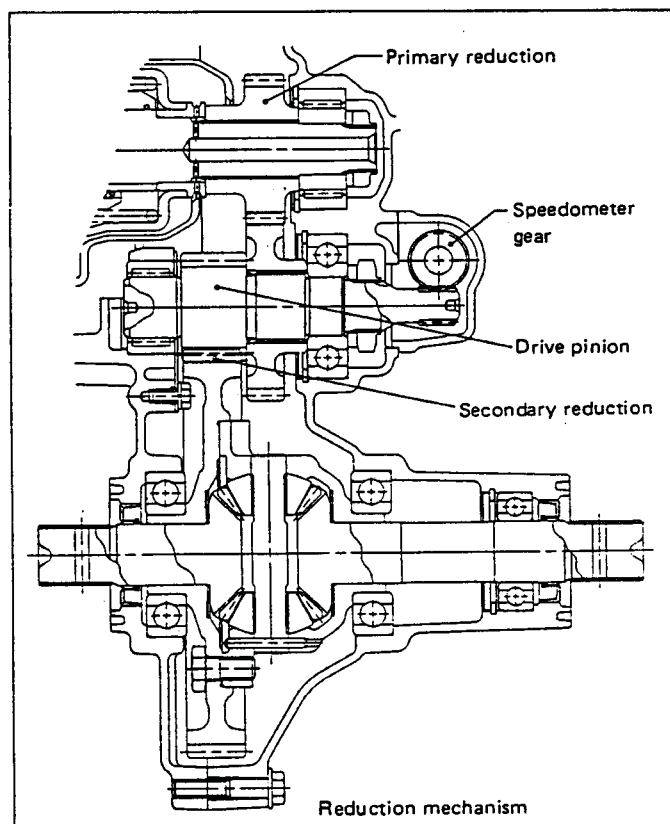 Primary reduction
Speedometer
gear
Drive pinion
Secondary reduction
Reduction mechanism